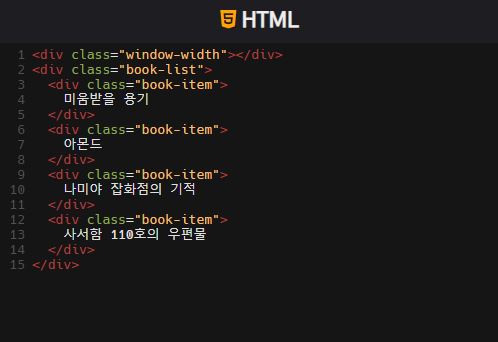 HTML
1 <div class="window-width"></div>
2 <div class="book-list">
3   <div class="book-item">
4     미움받을 용기
5   </div>
6   <div class="book-item">
7     아몬드
8   </div>
9   <div class="book-item">
10     나미야 잡화점의 기적
11   </div>
12   <div class="book-item">
13     사서함 110호의 우편물
14   </div>
15 </div>